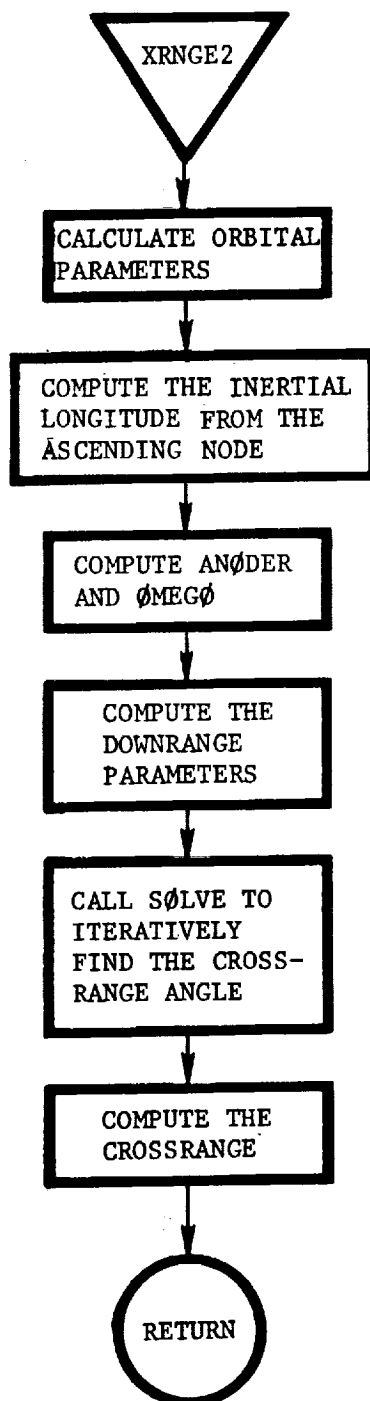 XRNGE2
CALCULATE ORBITAL
PARAMETERS
COMPUTE THE INERTIAL
LONGITUDE FROM THE
ASCENDING NODE
COMPUTE ANØDER
AND ØMEGØ
COMPUTE THE
DOWNRANGE
PARAMETERS
CALL SØLVE TO
ITERATIVELY
FIND THE CROSS-
RANGE ANGLE
COMPUTE THE
CROSSRANGE
RETURN